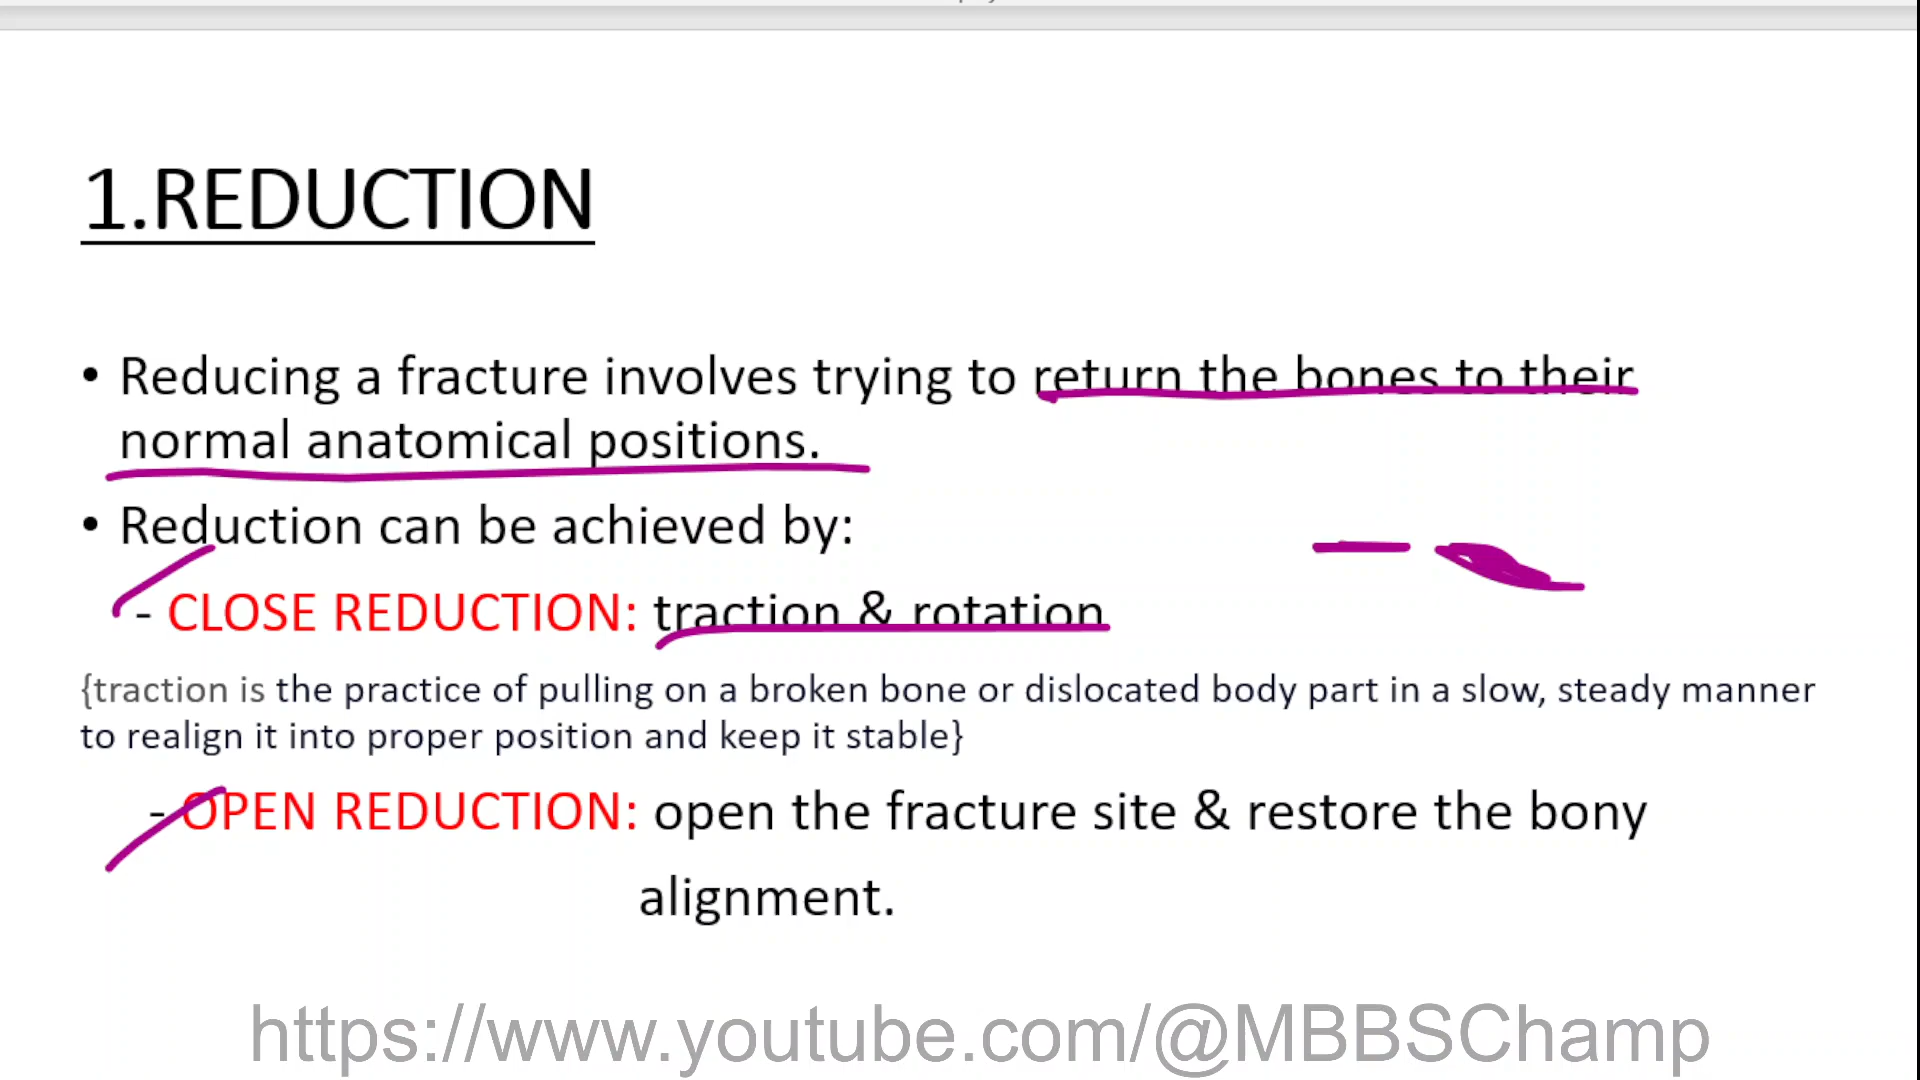 1.REDUCTION
• Reducing a fracture involves trying to return the bones to their
normal anatomical positions.
• Reduction can be achieved by:
- CLOSE REDUCTION: traction & rotation
{traction is the practice of pulling on a broken bone or dislocated body part in a slow, steady manner
to realign it into proper position and keep it stable}
- OPEN REDUCTION: open the fracture site & restore the bony
alignment.
https://www.youtube.com/@MBBSChamp